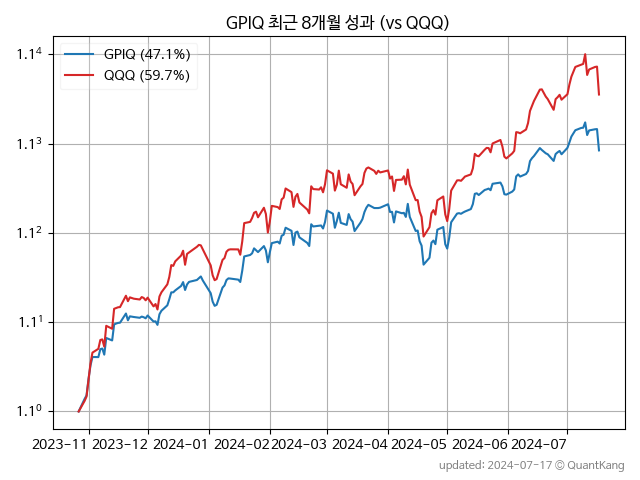 GPIQ 최근 8개월 성과 (vs QQQ)
GPIQ (47.1%)
QQQ (59.7%)
1.1⁴
1.1³
1.1²
1.1¹
1.1⁰
2023-11 2023-12 2024-01 2024-02 2024-03 2024-04 2024-05 2024-06 2024-07
updated: 2024-07-17 © QuantKang